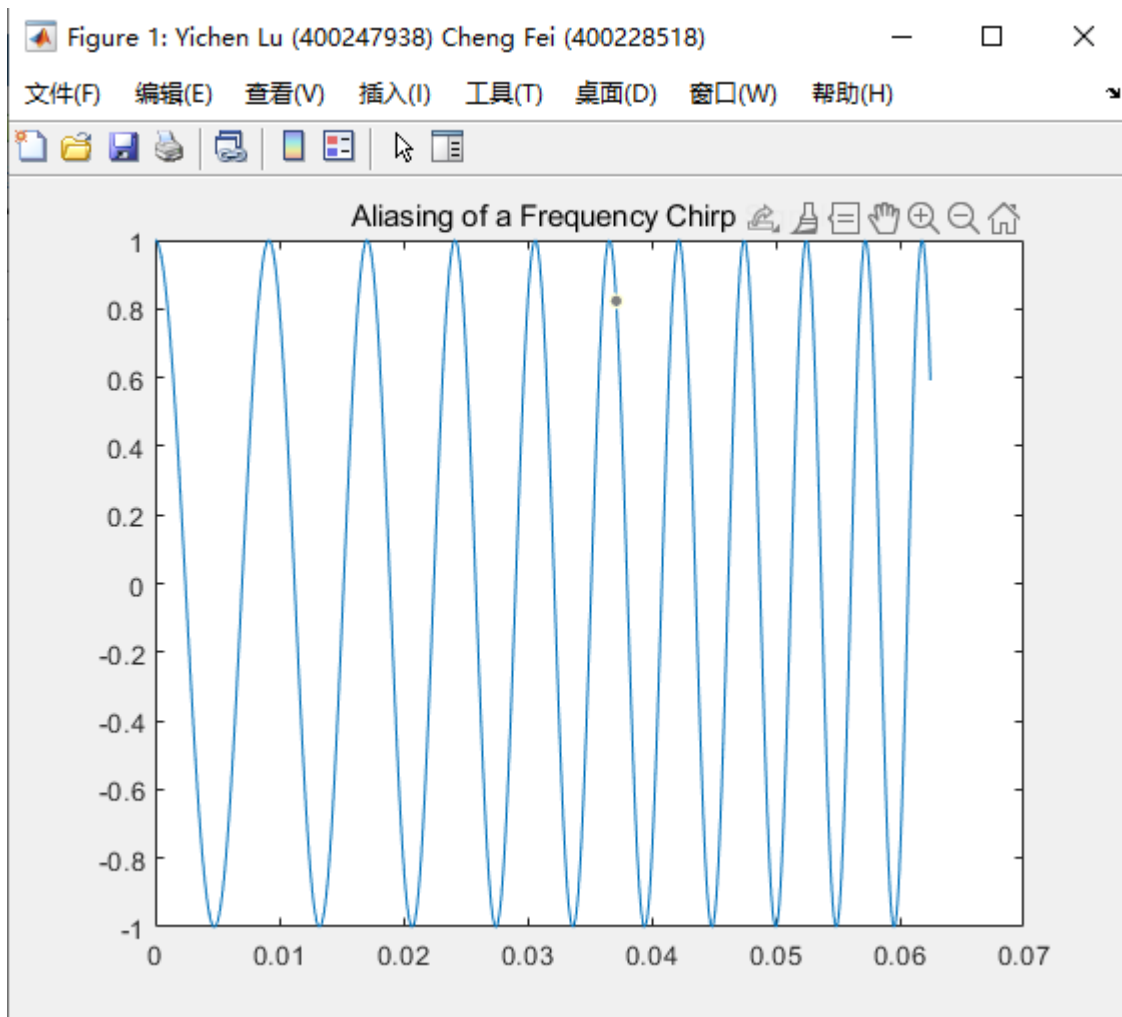 Figure 1: Yichen Lu (400247938) Cheng Fei (400228518)
文件(F) 编辑(E) 查看(V) 插入(I) 工具(T) 桌面(D) 窗口(W) 帮助(H)
Aliasing of a Frequency Chirp
1
0.8
0.6
0.4
0.2
0
-0.2
-0.4
-0.6
-0.8
-1
0 0.01 0.02 0.03 0.04 0.05 0.06 0.07